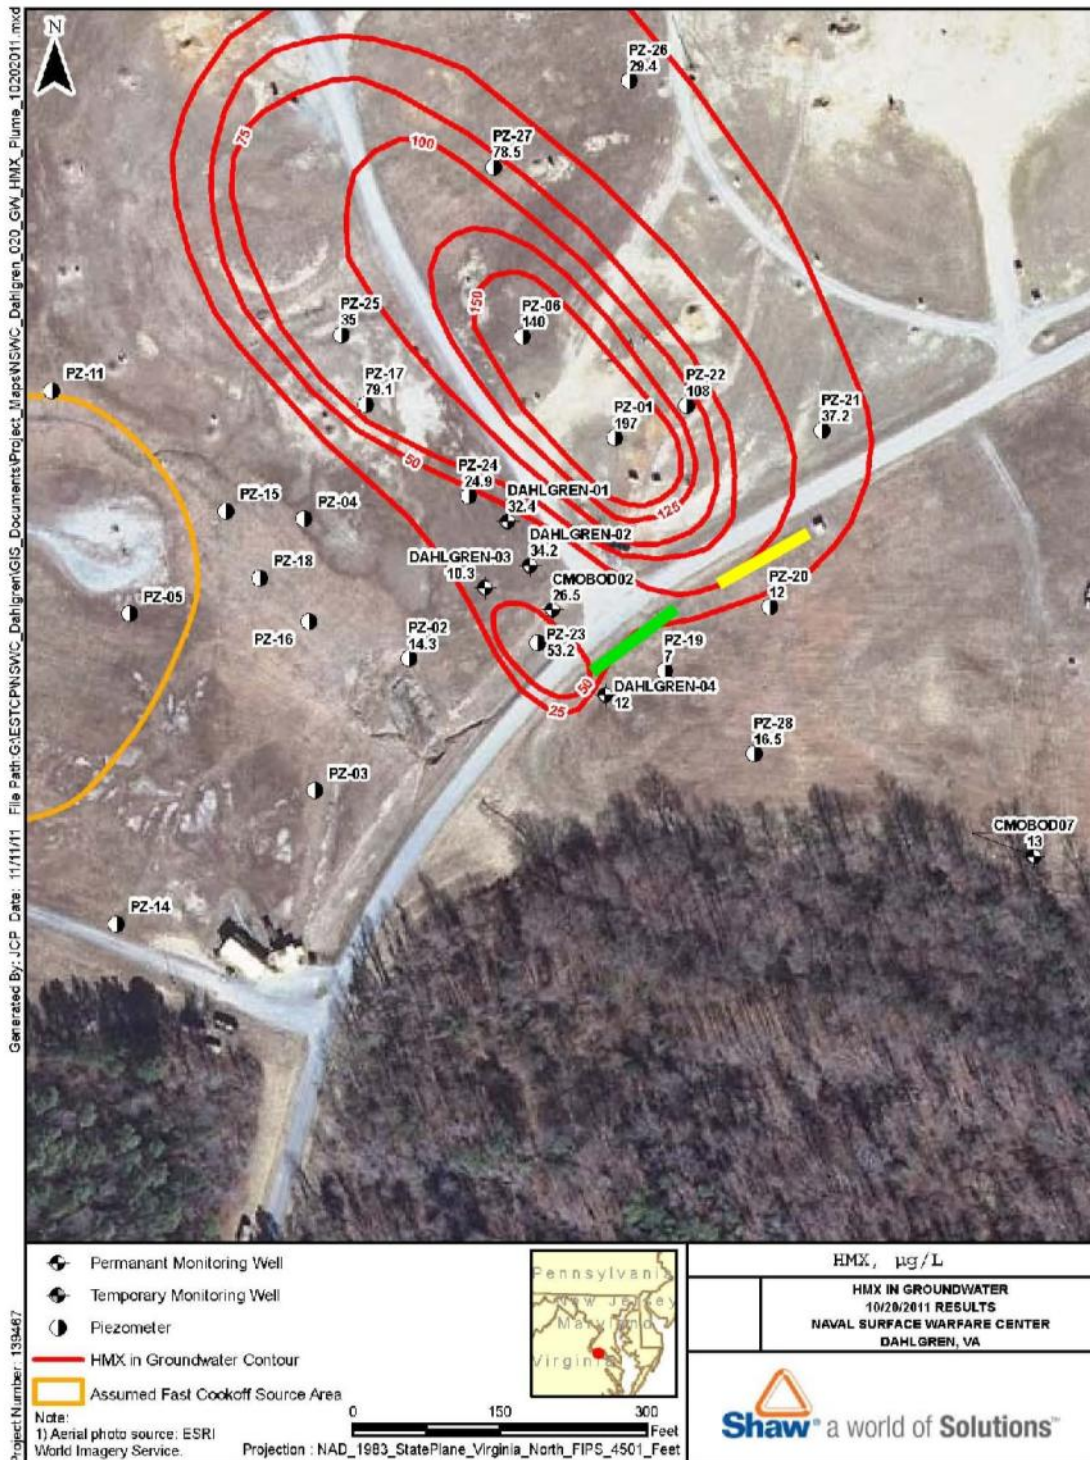 N
PZ-26
29.4
PZ-27
78.5
75
100
150
PZ-06
140
PZ-25
35
PZ-11
PZ-17
79.1
PZ-22
108
PZ-01
197
PZ-21
37.2
50
PZ-24
24.9
DAHLGREN-01
32.4
125
PZ-15
PZ-04
DAHLGREN-02
34.2
DAHLGREN-03
10.3
PZ-18
CMOBOD02
26.5
PZ-20
12
PZ-05
PZ-16
PZ-02
14.3
PZ-23
53.2
PZ-19
7
50
DAHLGREN-04
12
25
PZ-28
16.5
PZ-03
CMOBOD07
13
PZ-14
Generated By: JCP Date: 11/11/11 File Path:G:\ESTCP\NSWC_Dahlgren\GIS_Documents\Project_Maps\NSWC_Dahlgren_020_GW_HMX_Plume_10202011.mxd
Project Number: 139467
Permanant Monitoring Well
Temporary Monitoring Well
Piezometer
HMX in Groundwater Contour
Assumed Fast Cookoff Source Area
Note:
1) Aerial photo source: ESRI
World Imagery Service.
Pennsylvania
New Jersey
Maryland
Virginia
0 150 300
Feet
Projection : NAD_1983_StatePlane_Virginia_North_FIPS_4501_Feet
HMX, µg/L
HMX IN GROUNDWATER
10/20/2011 RESULTS
NAVAL SURFACE WARFARE CENTER
DAHLGREN, VA
Shaw® a world of Solutions™